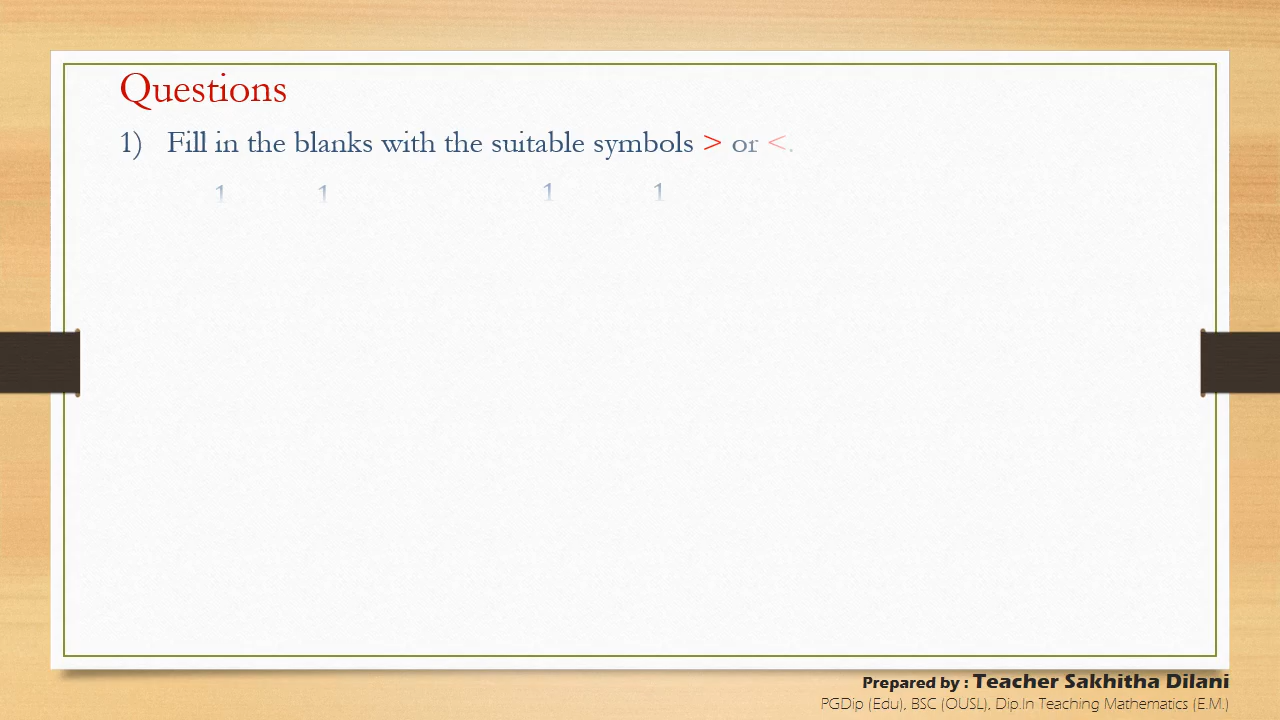 Questions
1) Fill in the blanks with the suitable symbols > or <.
1 1 1 1
Prepared by : Teacher Sakhitha Dilani
PGDip (Edu), BSC (OUSL), Dip.In Teaching Mathematics (E.M.)